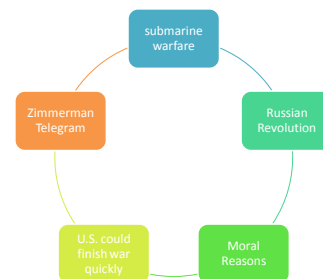 submarine
warfare
Russian
Revolution
Moral
Reasons
U.S. could
finish war
quickly
Zimmerman
Telegram